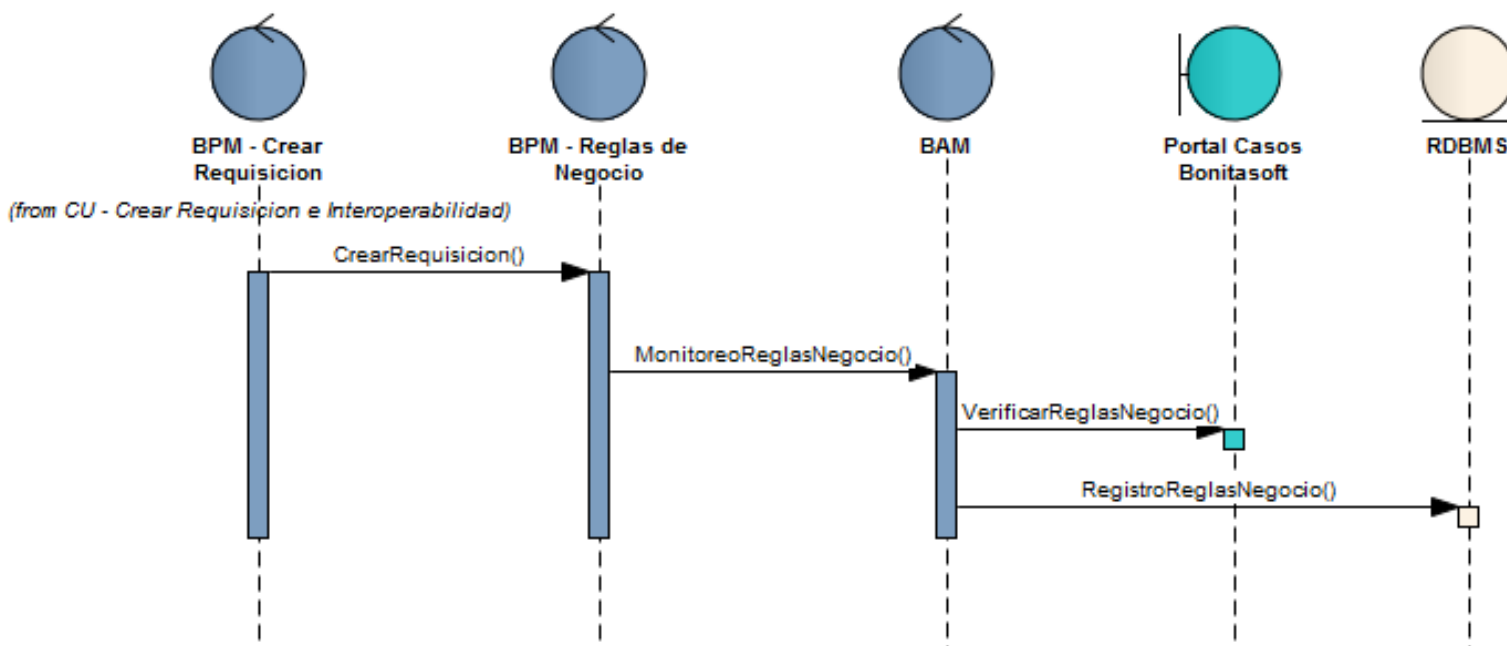 BPM - Crear
Requisicion
BPM - Reglas de
Negocio
BAM
Portal Casos
Bonitasoft
RDBMS
(from CU - Crear Requisicion e Interoperabilidad)
CrearRequisicion()
MonitoreoReglasNegocio()
VerificarReglasNegocio()
RegistroReglasNegocio()